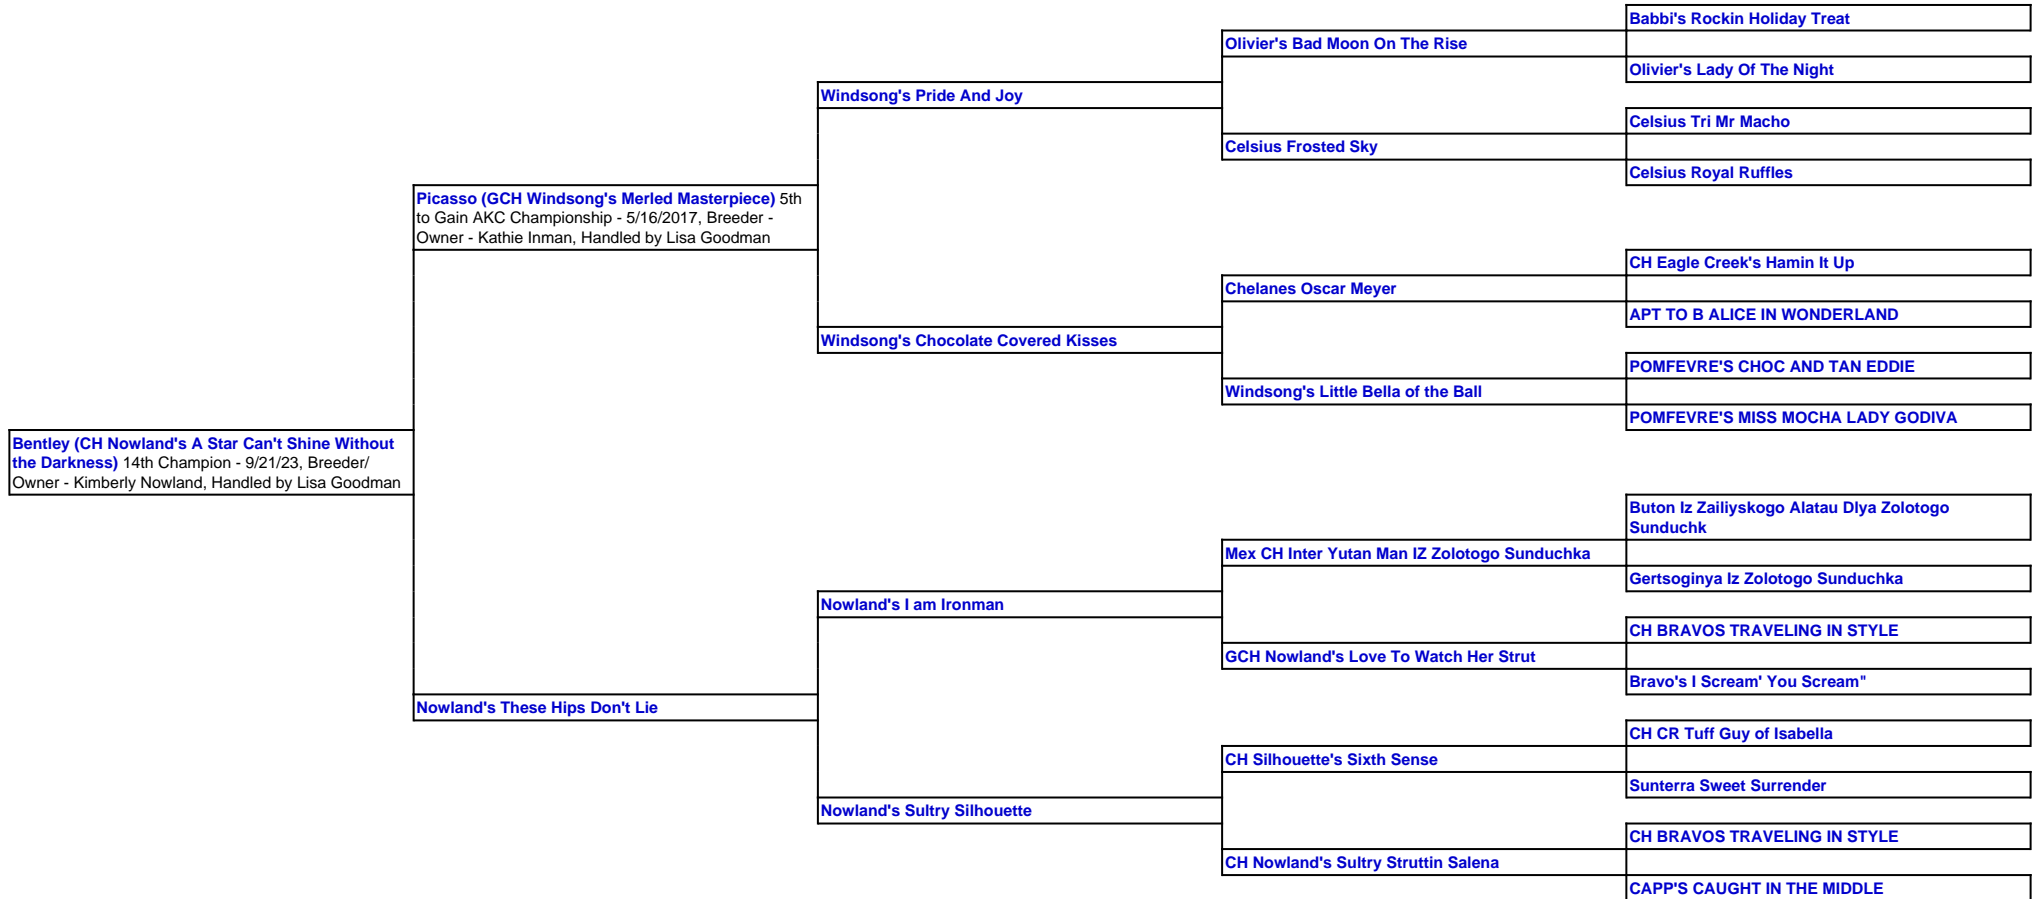 Babbi's Rockin Holiday Treat
Olivier's Bad Moon On The Rise
Olivier's Lady Of The Night
Windsong's Pride And Joy
Celsius Tri Mr Macho
Celsius Frosted Sky
Celsius Royal Ruffles
Picasso (GCH Windsong's Merled Masterpiece) 5th
to Gain AKC Championship - 5/16/2017, Breeder -
Owner - Kathie Inman, Handled by Lisa Goodman
CH Eagle Creek's Hamin It Up
Chelanes Oscar Meyer
APT TO B ALICE IN WONDERLAND
Windsong's Chocolate Covered Kisses
POMFEVRE'S CHOC AND TAN EDDIE
Windsong's Little Bella of the Ball
POMFEVRE'S MISS MOCHA LADY GODIVA
Bentley (CH Nowland's A Star Can't Shine Without
the Darkness) 14th Champion - 9/21/23, Breeder/
Owner - Kimberly Nowland, Handled by Lisa Goodman
Buton Iz Zailiyskogo Alatau Dlya Zolotogo
Sunduchk
Mex CH Inter Yutan Man IZ Zolotogo Sunduchka
Gertsoginya Iz Zolotogo Sunduchka
Nowland's I am Ironman
CH BRAVOS TRAVELING IN STYLE
GCH Nowland's Love To Watch Her Strut
Bravo's I Scream' You Scream"
Nowland's These Hips Don't Lie
CH CR Tuff Guy of Isabella
CH Silhouette's Sixth Sense
Sunterra Sweet Surrender
Nowland's Sultry Silhouette
CH BRAVOS TRAVELING IN STYLE
CH Nowland's Sultry Struttin Salena
CAPP'S CAUGHT IN THE MIDDLE